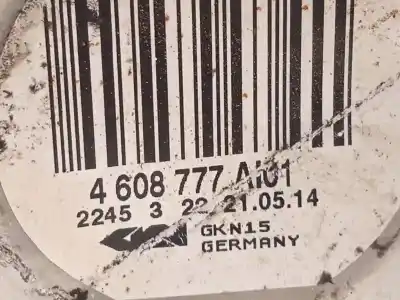 4 608 777 AI01
2245 3 22 21.05.14
GKN15
GERMANY